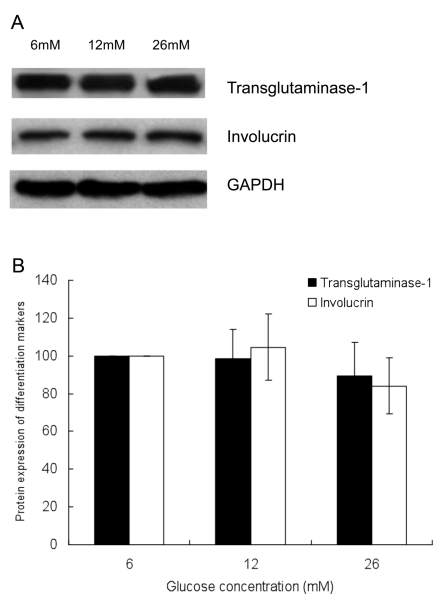 A
6mM 12mM 26mM
Transglutaminase-1
Involucrin
GAPDH
B
Protein expression of differentiation markers
140
120
100
80
60
40
20
0
Transglutaminase-1
Involucrin
6 12 26
Glucose concentration (mM)